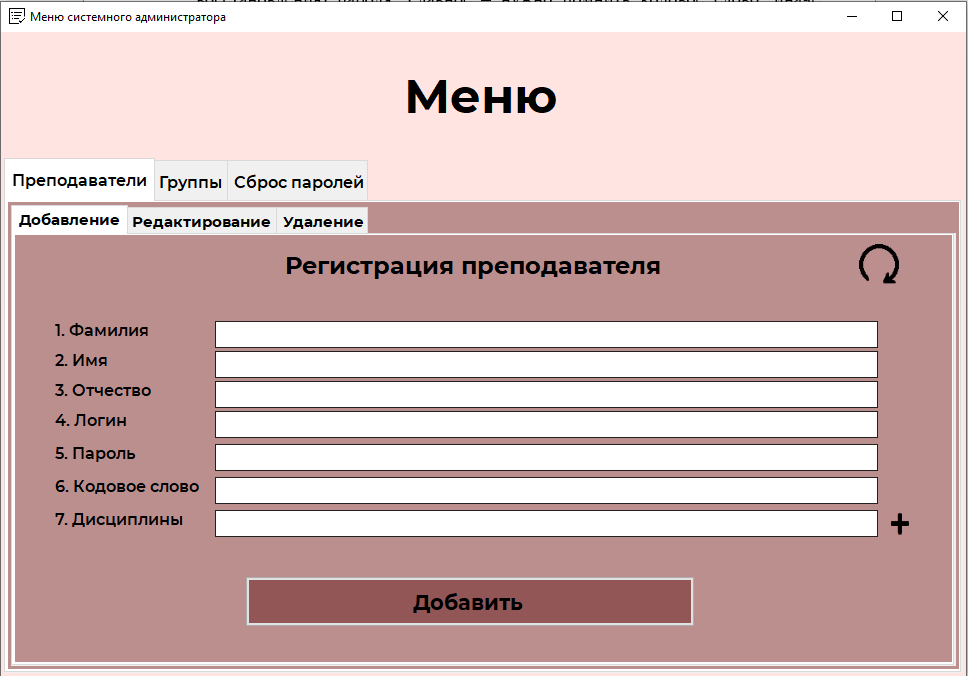 Меню системного администратора
Меню
Преподаватели Группы Сброс паролей
Добавление Редактирование Удаление
Регистрация преподавателя
1. Фамилия
2. Имя
3. Отчество
4. Логин
5. Пароль
6. Кодовое слово
7. Дисциплины
Добавить